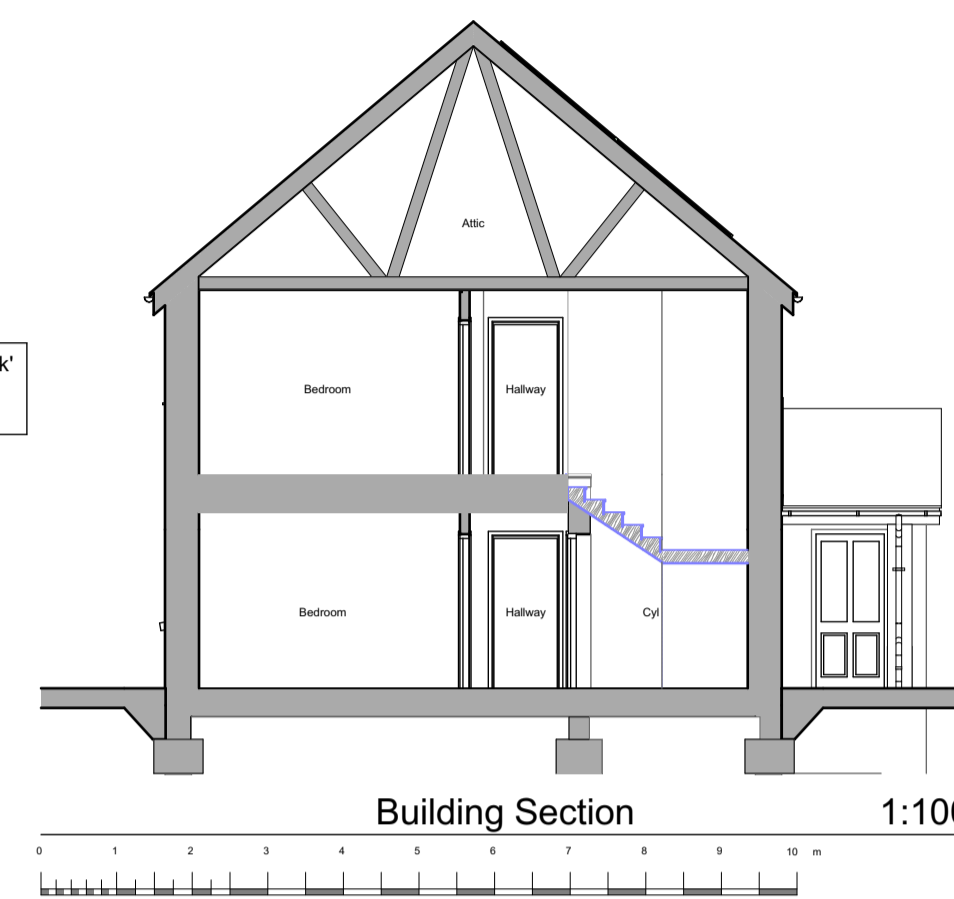 Attic
k'
Bedroom
Hallway
Bedroom
Hallway
Cyl
Building Section 1:100
0 1 2 3 4 5 6 7 8 9 10 m